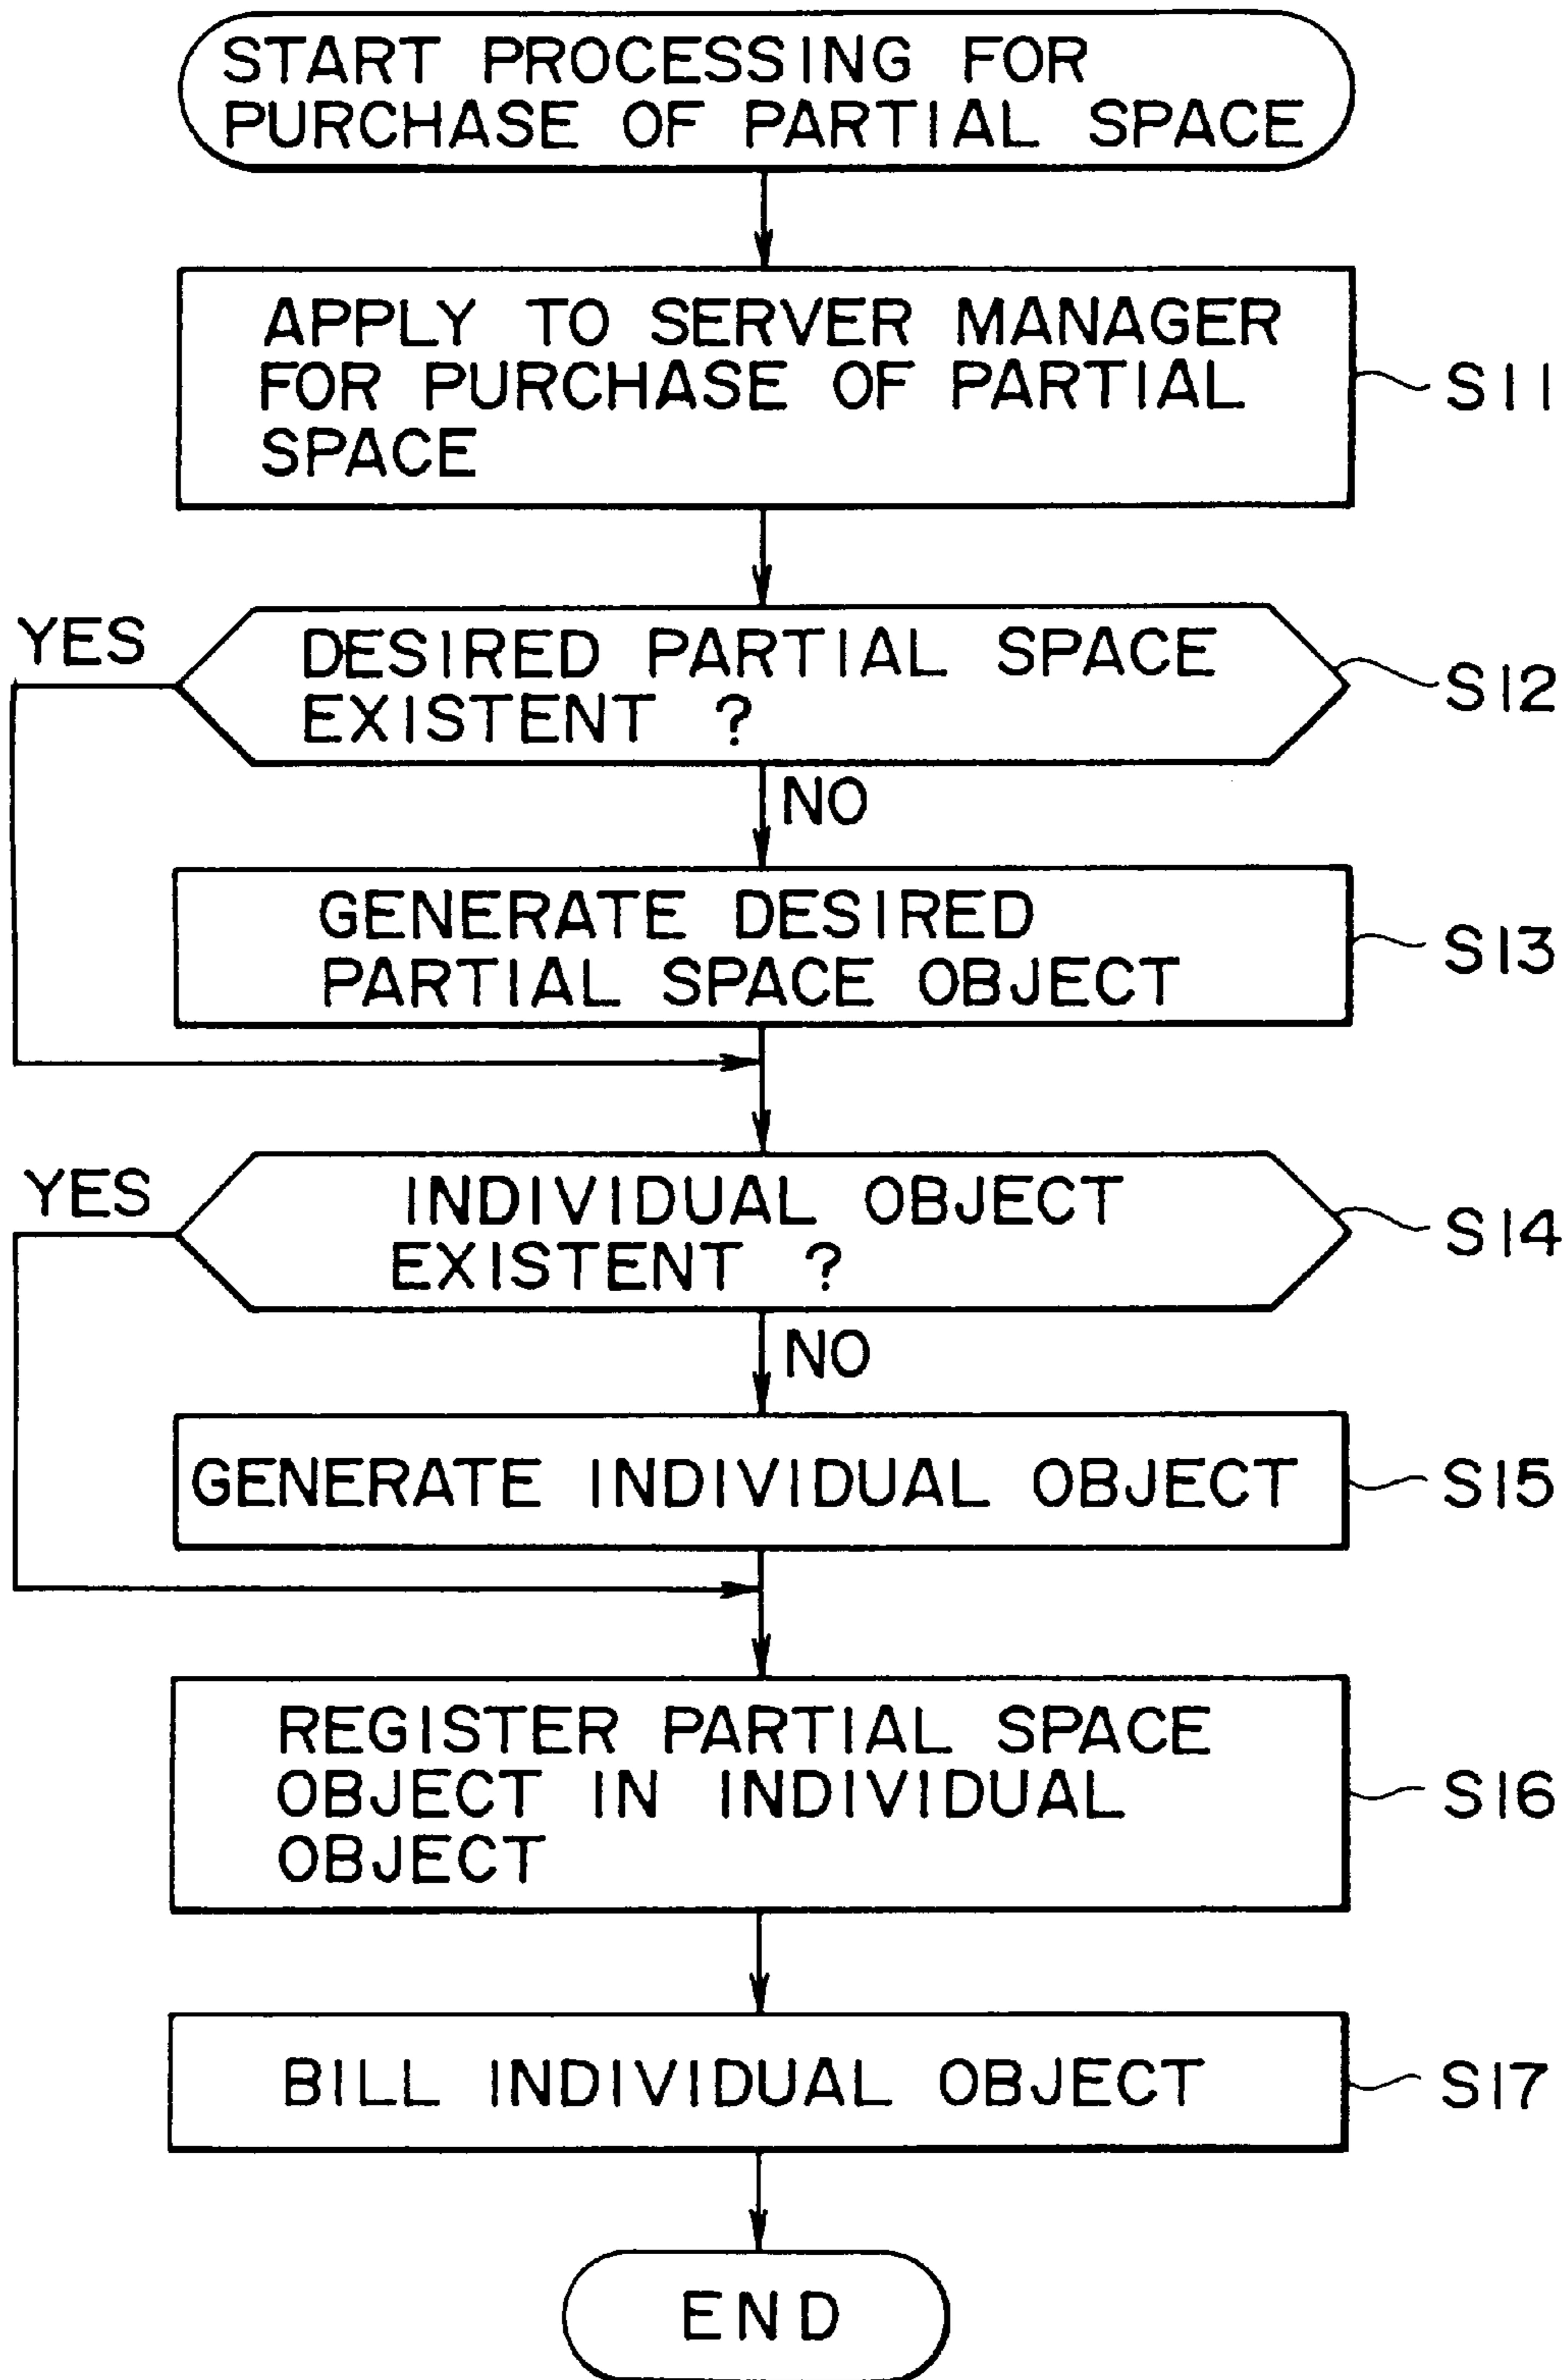 START PROCESSING FOR
PURCHASE OF PARTIAL SPACE
APPLY TO SERVER MANAGER
FOR PURCHASE OF PARTIAL
SPACE
S11
YES
DESIRED PARTIAL SPACE
EXISTENT ?
S12
NO
GENERATE DESIRED
PARTIAL SPACE OBJECT
S13
YES
INDIVIDUAL OBJECT
EXISTENT ?
S14
NO
GENERATE INDIVIDUAL OBJECT
S15
REGISTER PARTIAL SPACE
OBJECT IN INDIVIDUAL
OBJECT
S16
BILL INDIVIDUAL OBJECT
S17
END